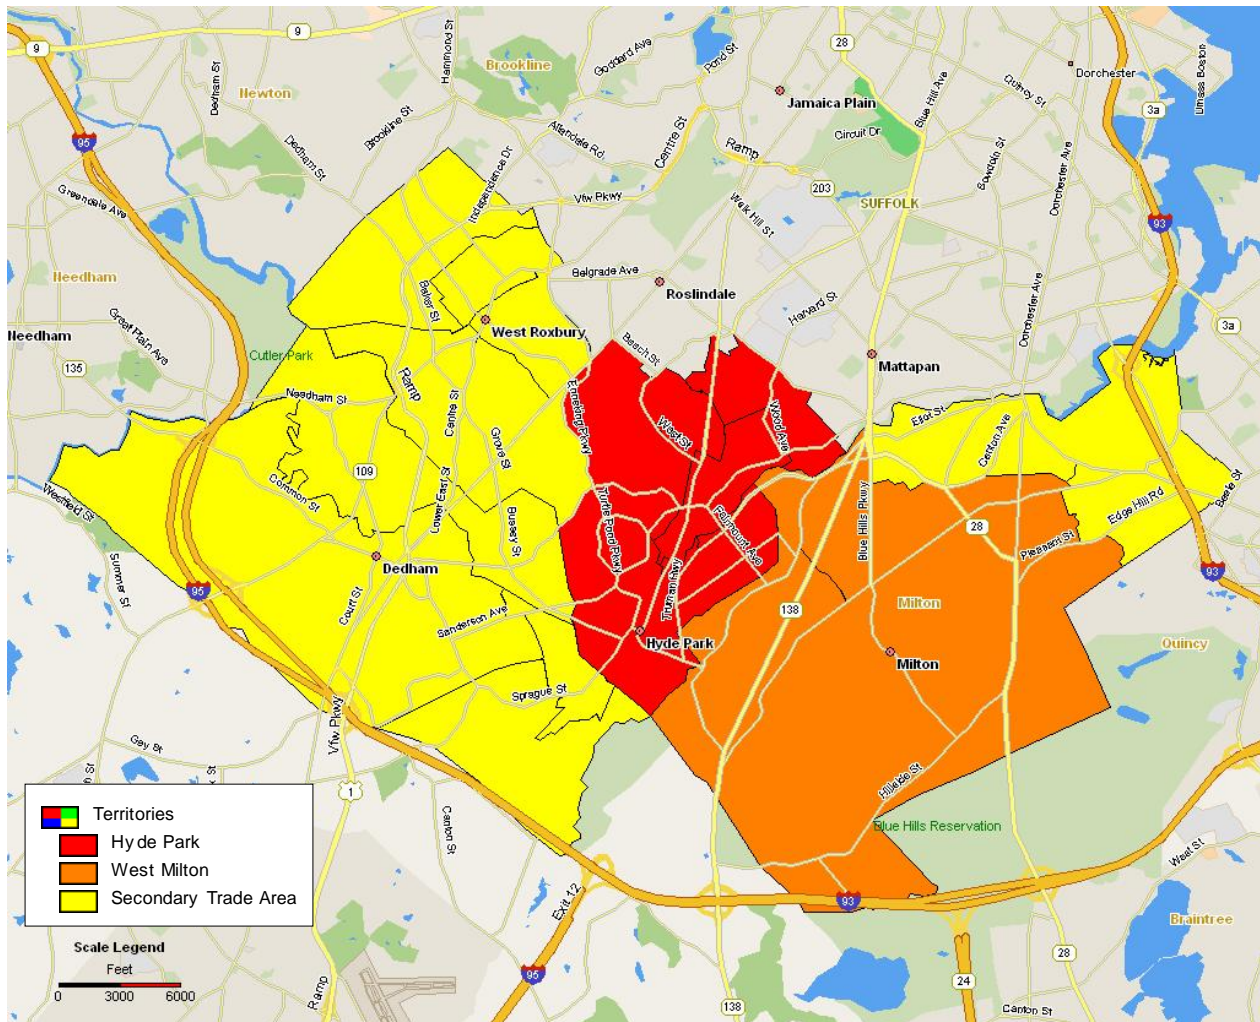 9
9
Hammond St
Goddard Ave
Pond St
28
Dorchester
Brookline
Newton
Dedham St
Jamaica Plain
Quincy St
3a
Umass Boston
Blue Hill Ave
95
Dedham St
Brookline St
Allandale Rd.
Centre St
Ramp
Circuit Dr
Bowdoin St
Dorchester Ave
Greendale Ave
Independence Dr
Vfw Pkwy
203
SUFFOLK
Walk Hill St
93
Needham
Belgrade Ave
Roslindale
Baker St
West Roxbury
Harvard St
Dorchester Ave
3a
Needham
Great Plain Ave
Cutler Park
135
Beech St
Mattapan
Ramp
Needham St
Enneking Pkwy
Centre St
West St
Wood Ave
Eliot St
Centon Ave
Grove St
109
Common St
Lower East St
Westfield St
Turtle Pond Pkwy
Fairmount Ave
Blue Hills Pkwy
Edge Hill Rd
Beale St
Bussey St
28
Pleasant St
Summer St
Dedham
95
Court St
Truman Hwy
138
Milton
93
Sanderson Ave
Hyde Park
Milton
Quincy
Sprague St
Vfw Pkwy
Gay St
1
Hillside St
Blue Hills Reservation
Canton St
West St
Territories
Hyde Park
West Milton
Secondary Trade Area
Exit 12
93
Braintree
Scale Legend
Feet
0 3000 6000
Ramp
95
138
24
28
Canton St